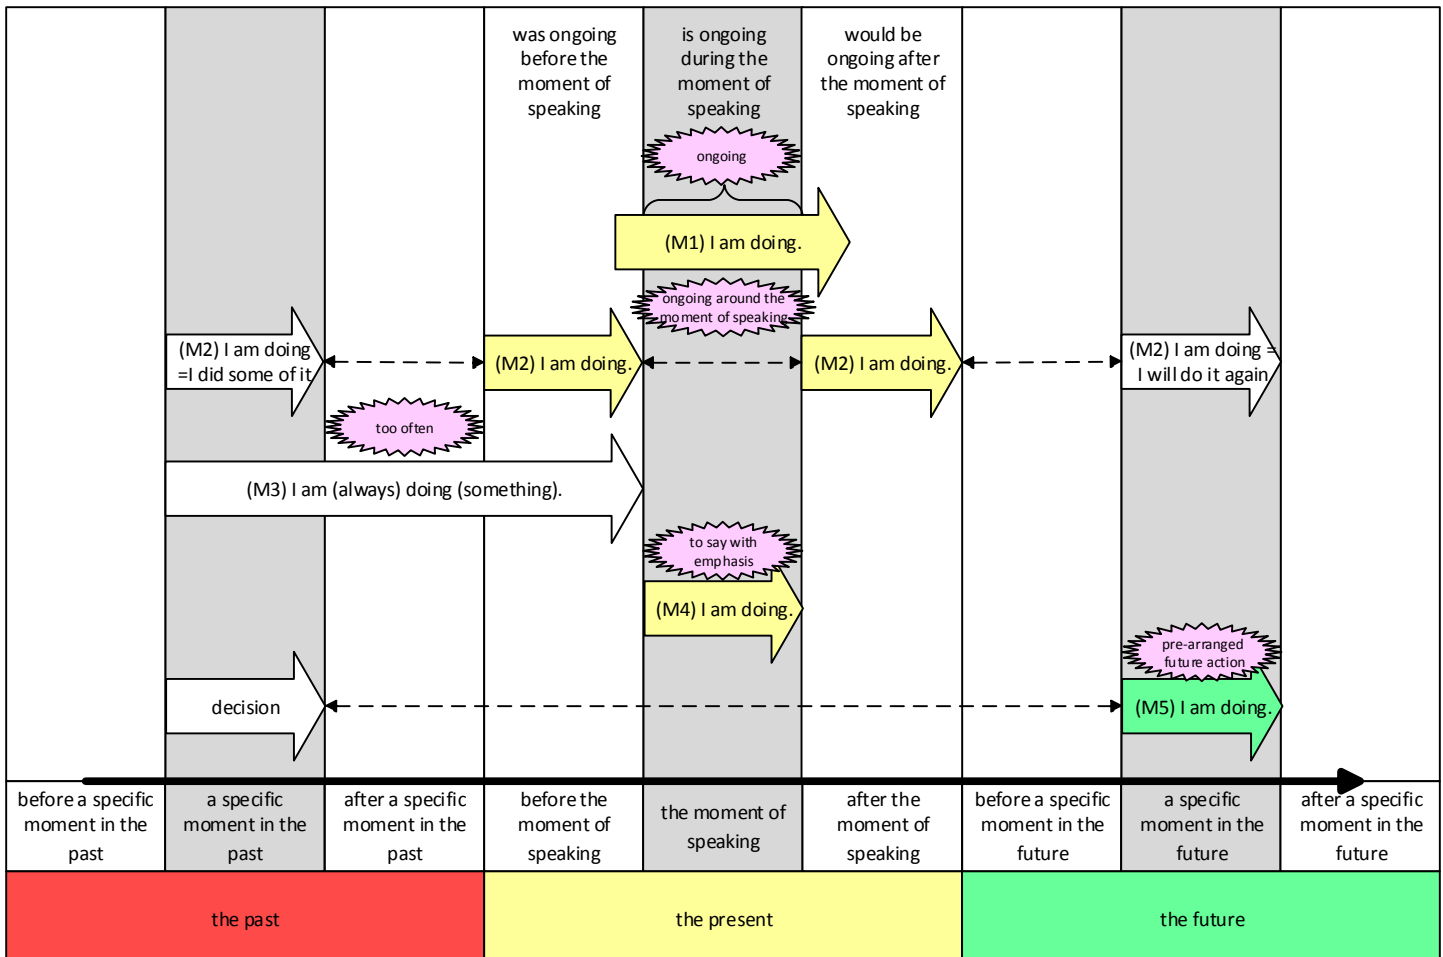 was ongoing
before the
moment of
speaking
is ongoing
during the
moment of
speaking
would be
ongoing after
the moment of
speaking
ongoing
(M1) I am doing.
ongoing around the
moment of speaking
(M2) I am doing
=I did some of it
(M2) I am doing.
(M2) I am doing.
(M2) I am doing =
I will do it again
too often
(M3) I am (always) doing (something).
to say with
emphasis
(M4) I am doing.
pre-arranged
future action
decision
(M5) I am doing.
before a specific
moment in the
past
a specific
moment in the
past
after a specific
moment in the
past
before the
moment of
speaking
the moment of
speaking
after the
moment of
speaking
before a specific
moment in the
future
a specific
moment in the
future
after a specific
moment in the
future
the past
the present
the future